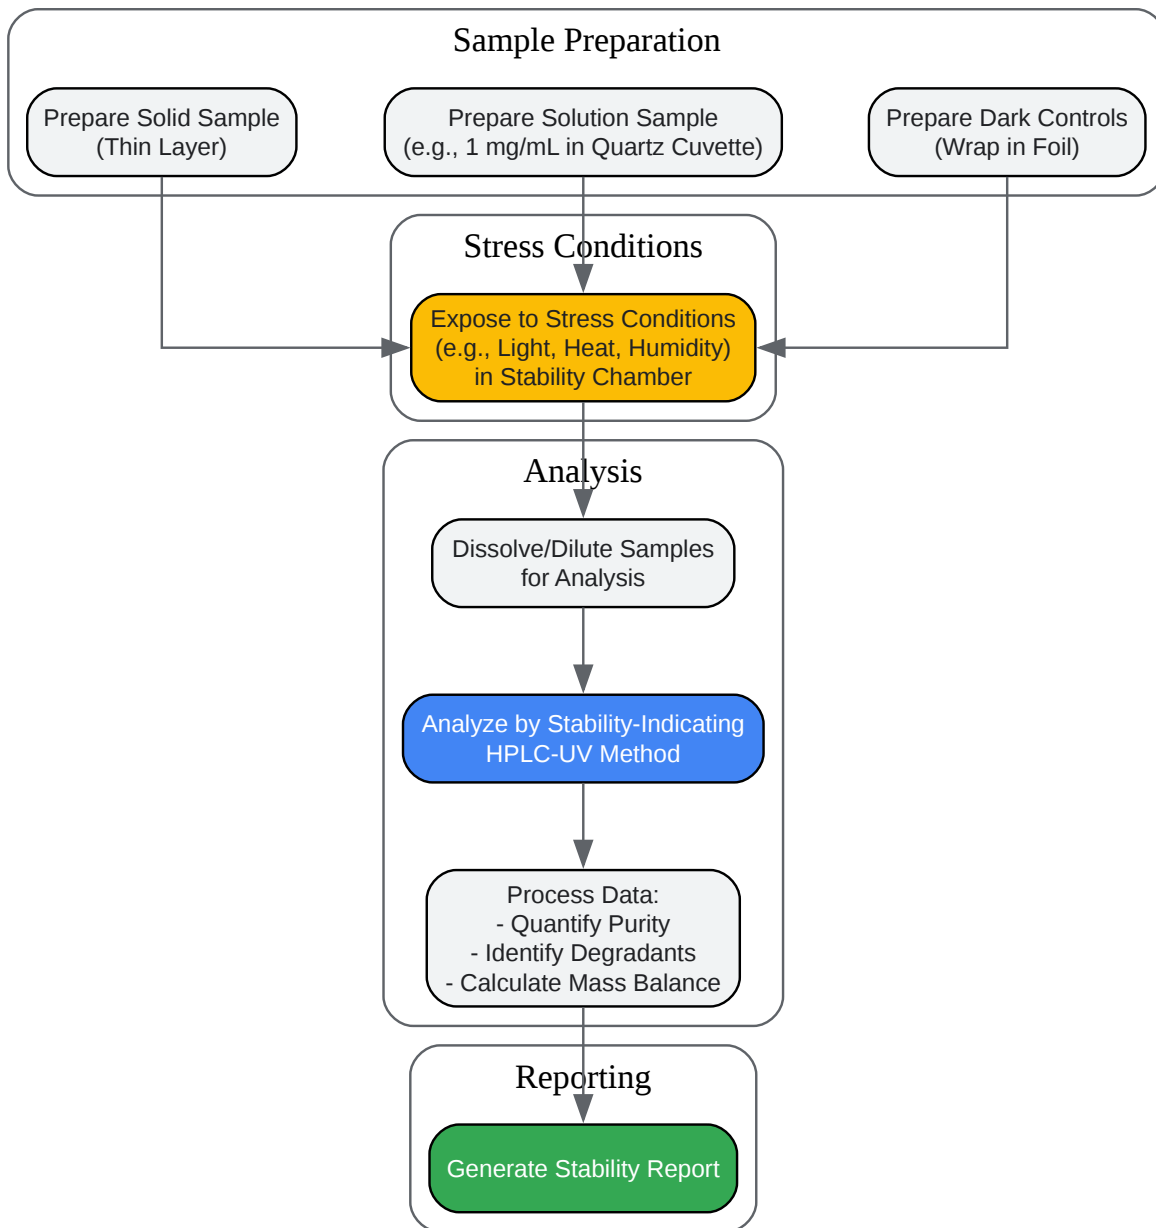 Sample Preparation
Prepare Solid Sample
(Thin Layer)
Prepare Solution Sample
(e.g., 1 mg/mL in Quartz Cuvette)
Prepare Dark Controls
(Wrap in Foil)
Stress Conditions
Expose to Stress Conditions
(e.g., Light, Heat, Humidity)
in Stability Chamber
Analysis
Dissolve/Dilute Samples
for Analysis
Analyze by Stability-Indicating
HPLC-UV Method
Process Data:
- Quantify Purity
- Identify Degradants
- Calculate Mass Balance
Reporting
Generate Stability Report